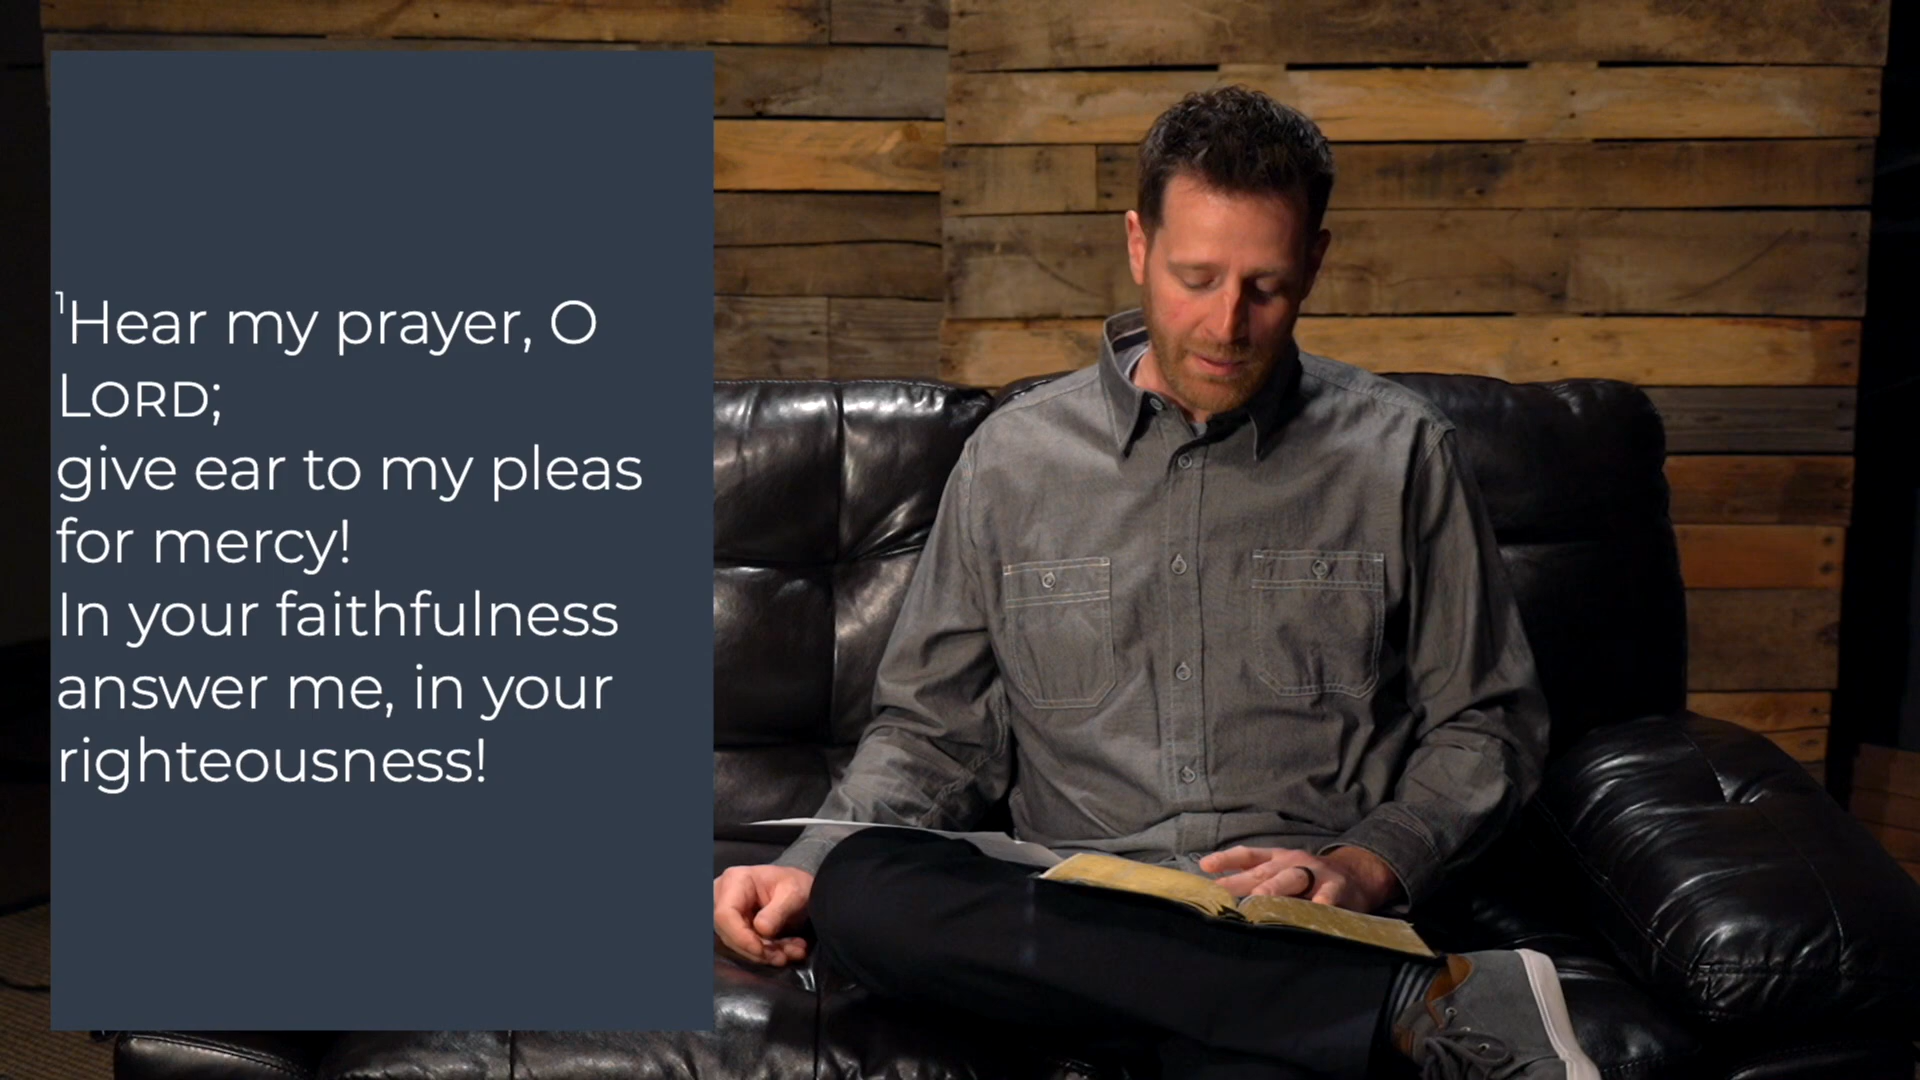 ¹Hear my prayer, O
LORD;
give ear to my pleas
for mercy!
In your faithfulness
answer me, in your
righteousness!